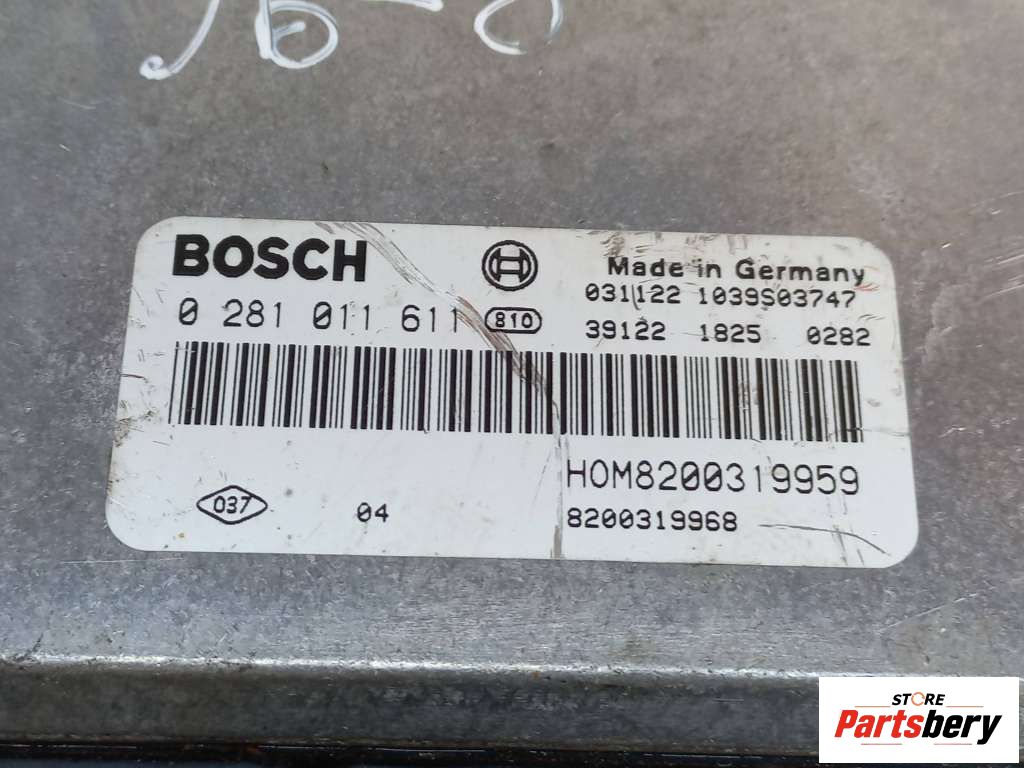 BOSCH
Made in Germany
0 281 011 611
810
031122 1039S03747
39122 1825 0282
HOM8200319959
037
04
8200319968
STORE
Partsbery